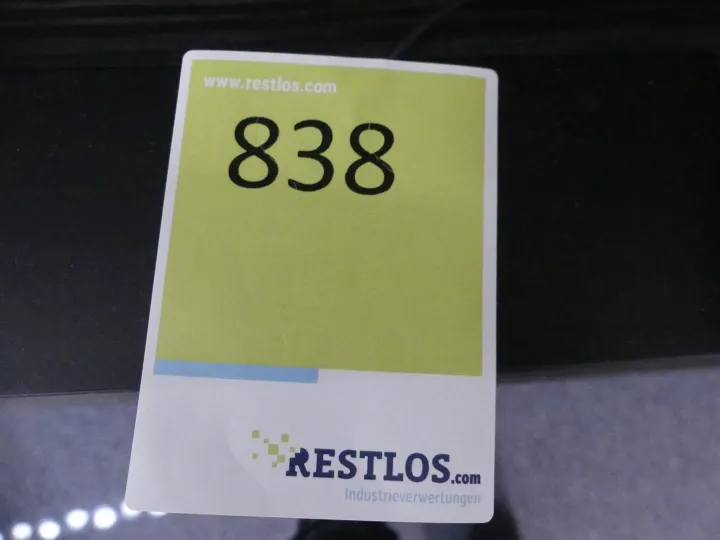 www.restlos.com
838
RESTLOS.com
Industrieverwertungen